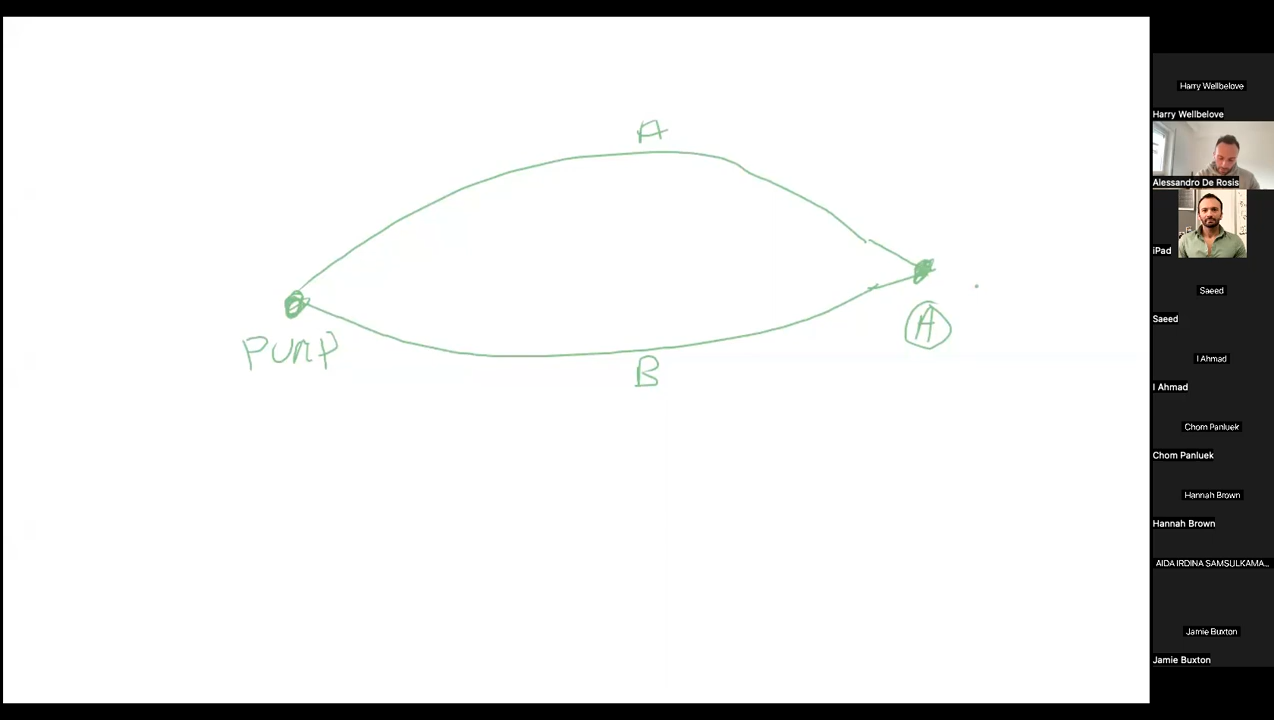 A
PUMP
A
B
Harry Wellbelove
Harry Wellbelove
Alessandro De Rosis
iPad
Saeed
Saeed
I Ahmad
I Ahmad
Chom Panluek
Chom Panluek
Hannah Brown
Hannah Brown
AIDA IRDINA SAMSULKAMA...
Jamie Buxton
Jamie Buxton